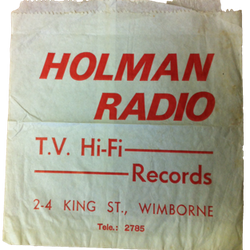 HOLMAN
RADIO
T.V. Hi-Fi
Records
2-4 KING ST., WIMBORNE
Tele.: 2785